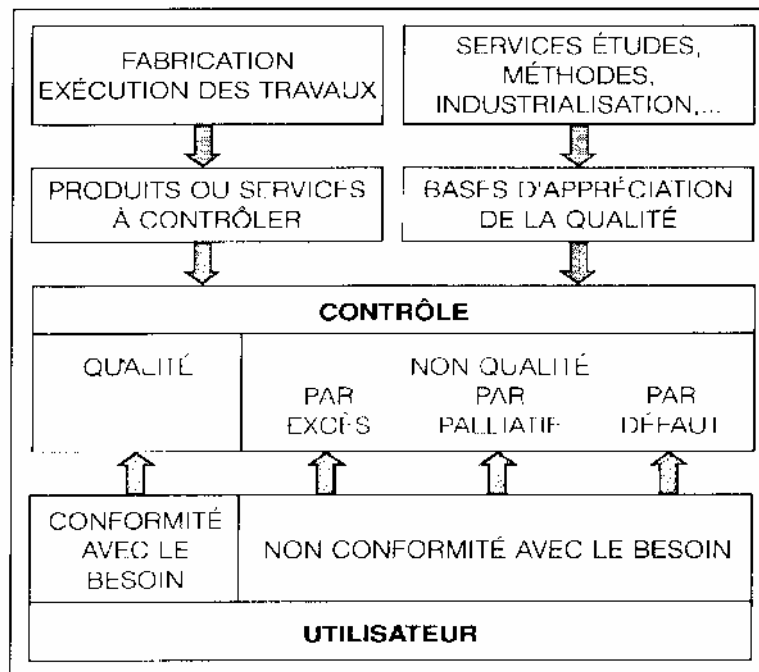 FABRICATION
EXÉCUTION DES TRAVAUX
SERVICES ÉTUDES,
MÉTHODES,
INDUSTRIALISATION,...
PRODUITS OU SERVICES
À CONTRÔLER
BASES D'APPRÉCIATION
DE LA QUALITÉ
CONTRÔLE
QUALITÉ
NON QUALITÉ
PAR
EXCÈS
PAR
PALLIATIF
PAR
DÉFAUT
CONFORMITÉ
AVEC LE
BESOIN
NON CONFORMITÉ AVEC LE BESOIN
UTILISATEUR